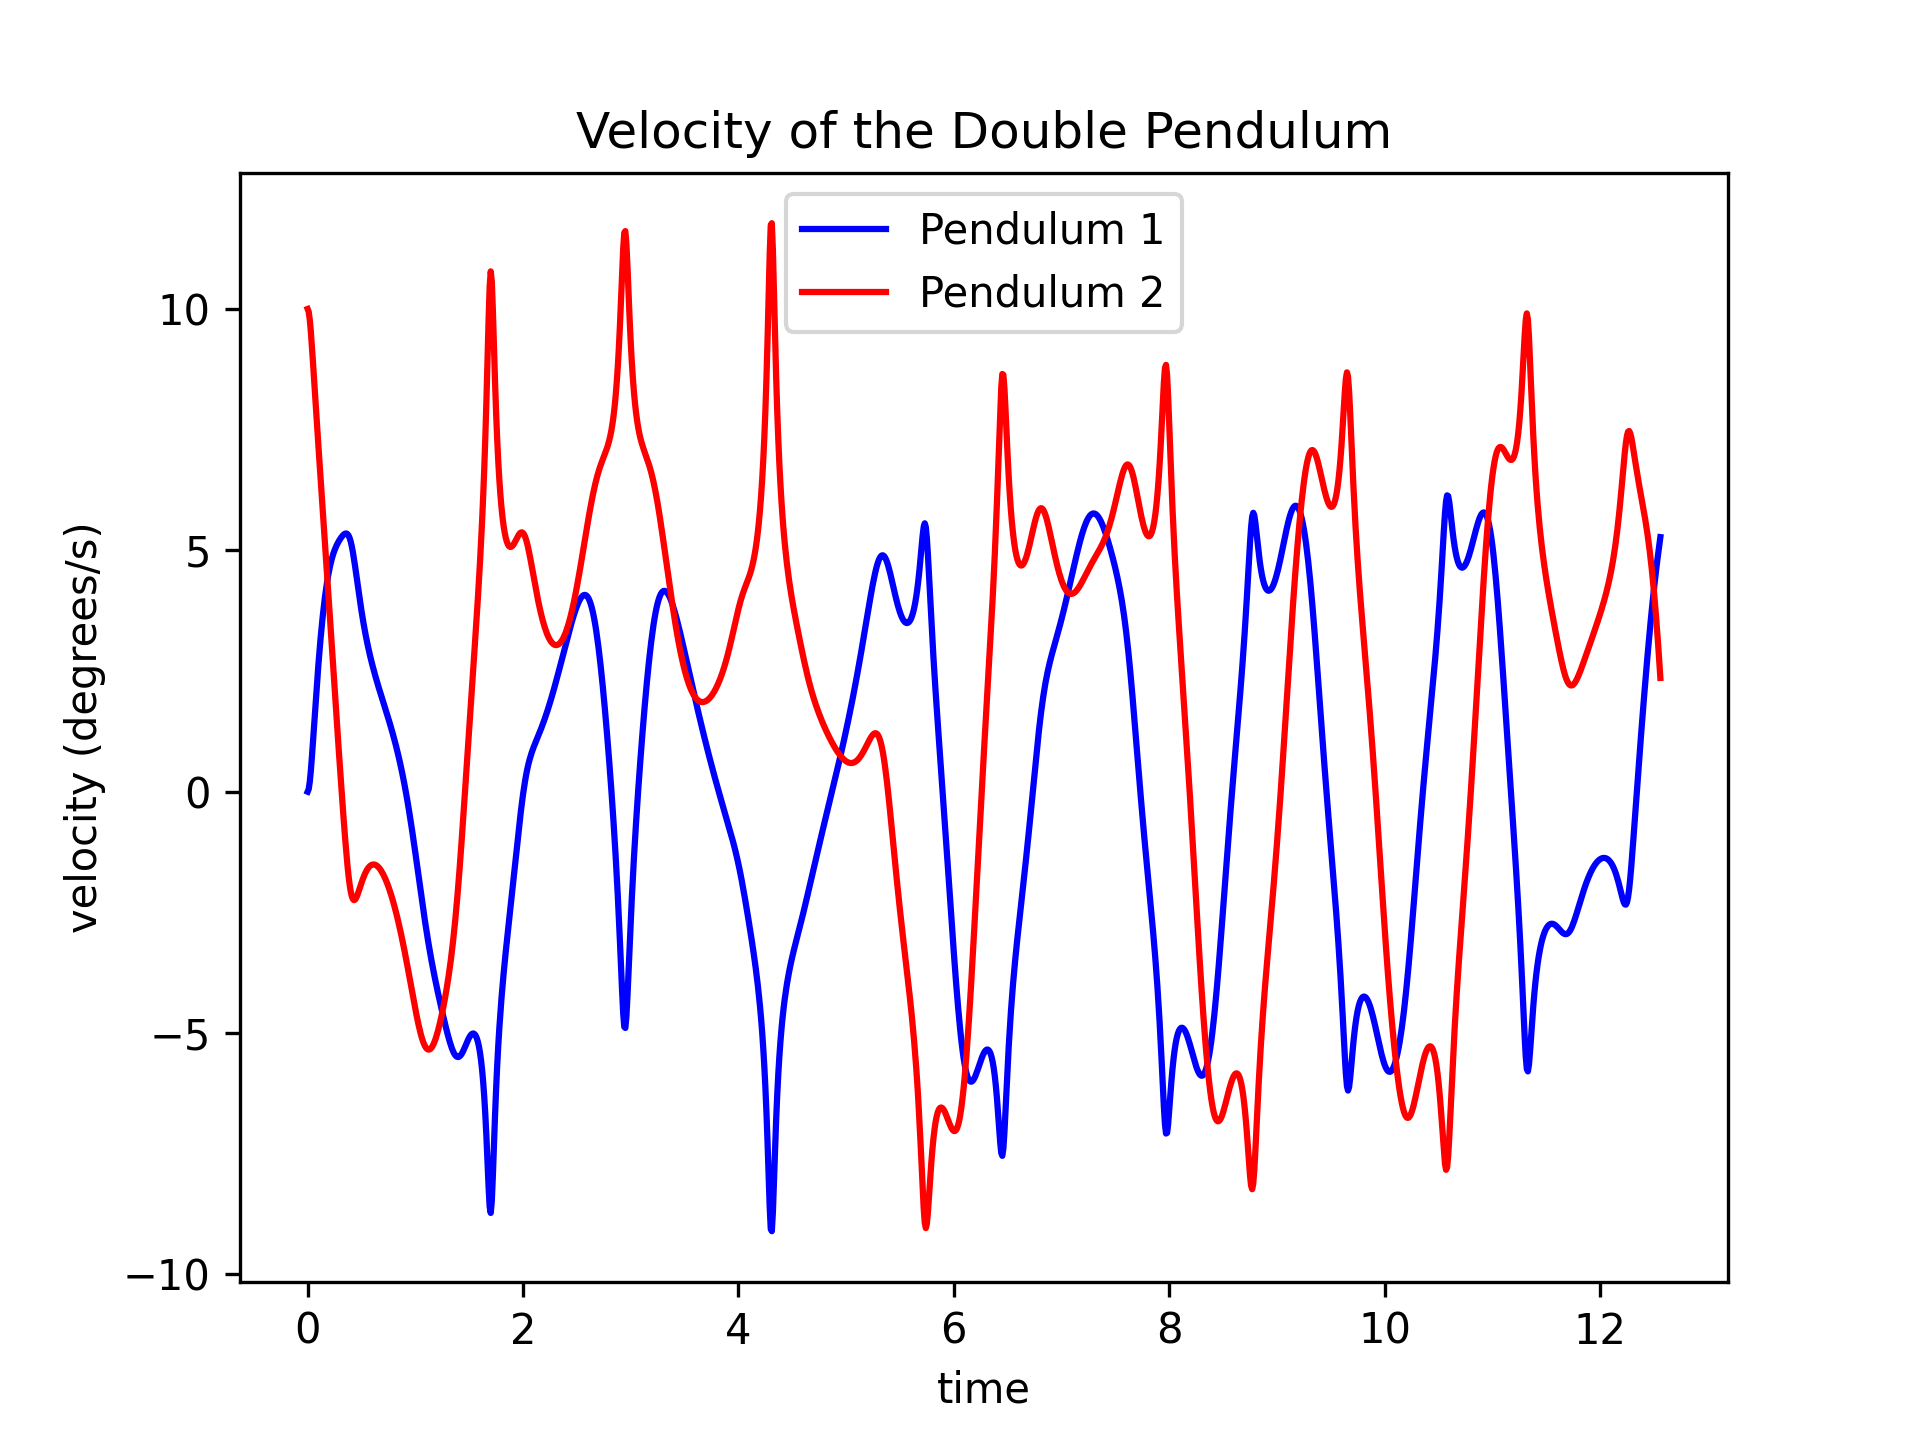 Velocity of the Double Pendulum
Pendulum 1
Pendulum 2
velocity (degrees/s)
10
5
0
−5
−10
0 2 4 6 8 10 12
time